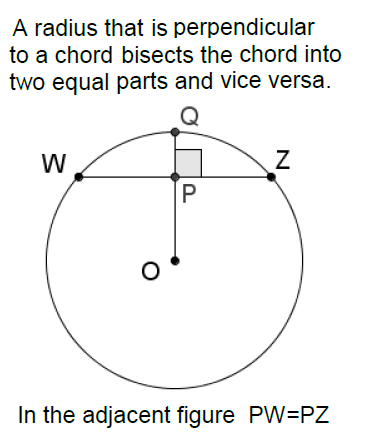 A radius that is perpendicular
to a chord bisects the chord into
two equal parts and vice versa.
Q
W
Z
P
O
In the adjacent figure PW=PZ